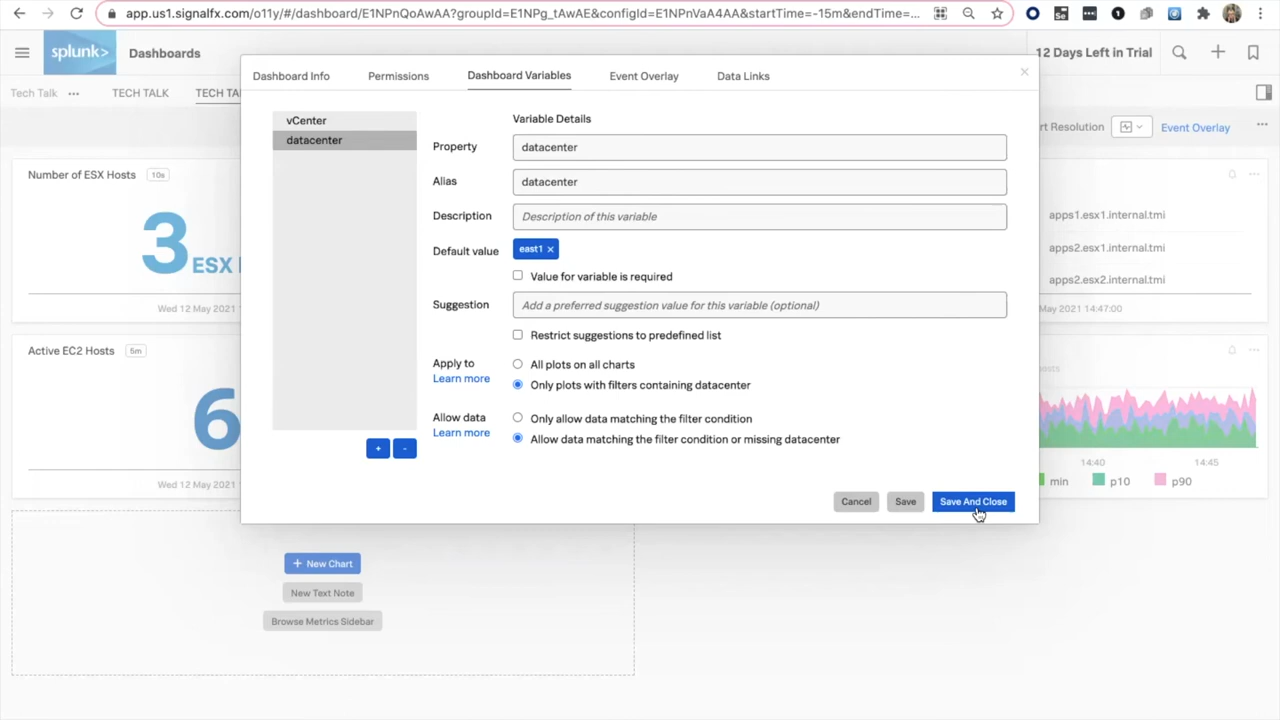 app.us1.signalfx.com/o11y/#/dashboard/E1NPnQoAwAA?groupId=E1NPg_tAwAE&configId=E1NPnVaA4AA&startTime=-15m&endTime=...
splunk>
Dashboards
12 Days Left in Trial
Tech Talk
TECH TALK
TECH TA
rt Resolution
Event Overlay
Dashboard Info
Permissions
Dashboard Variables
Event Overlay
Data Links
vCenter
datacenter
Variable Details
Property
datacenter
Alias
datacenter
Description
Description of this variable
Default value
east1 ×
Value for variable is required
Suggestion
Add a preferred suggestion value for this variable (optional)
Restrict suggestions to predefined list
Apply to
Learn more
All plots on all charts
Only plots with filters containing datacenter
Allow data
Learn more
Only allow data matching the filter condition
Allow data matching the filter condition or missing datacenter
+
-
Cancel
Save
Save And Close
Number of ESX Hosts
10s
3 ESX
Wed 12 May 2021
apps1.esx1.internal.tmi
apps2.esx1.internal.tmi
apps2.esx2.internal.tmi
May 2021 14:47:00
Active EC2 Hosts
5m
6
Wed 12 May 2021
14:40
14:45
min
p10
p90
+ New Chart
New Text Note
Browse Metrics Sidebar